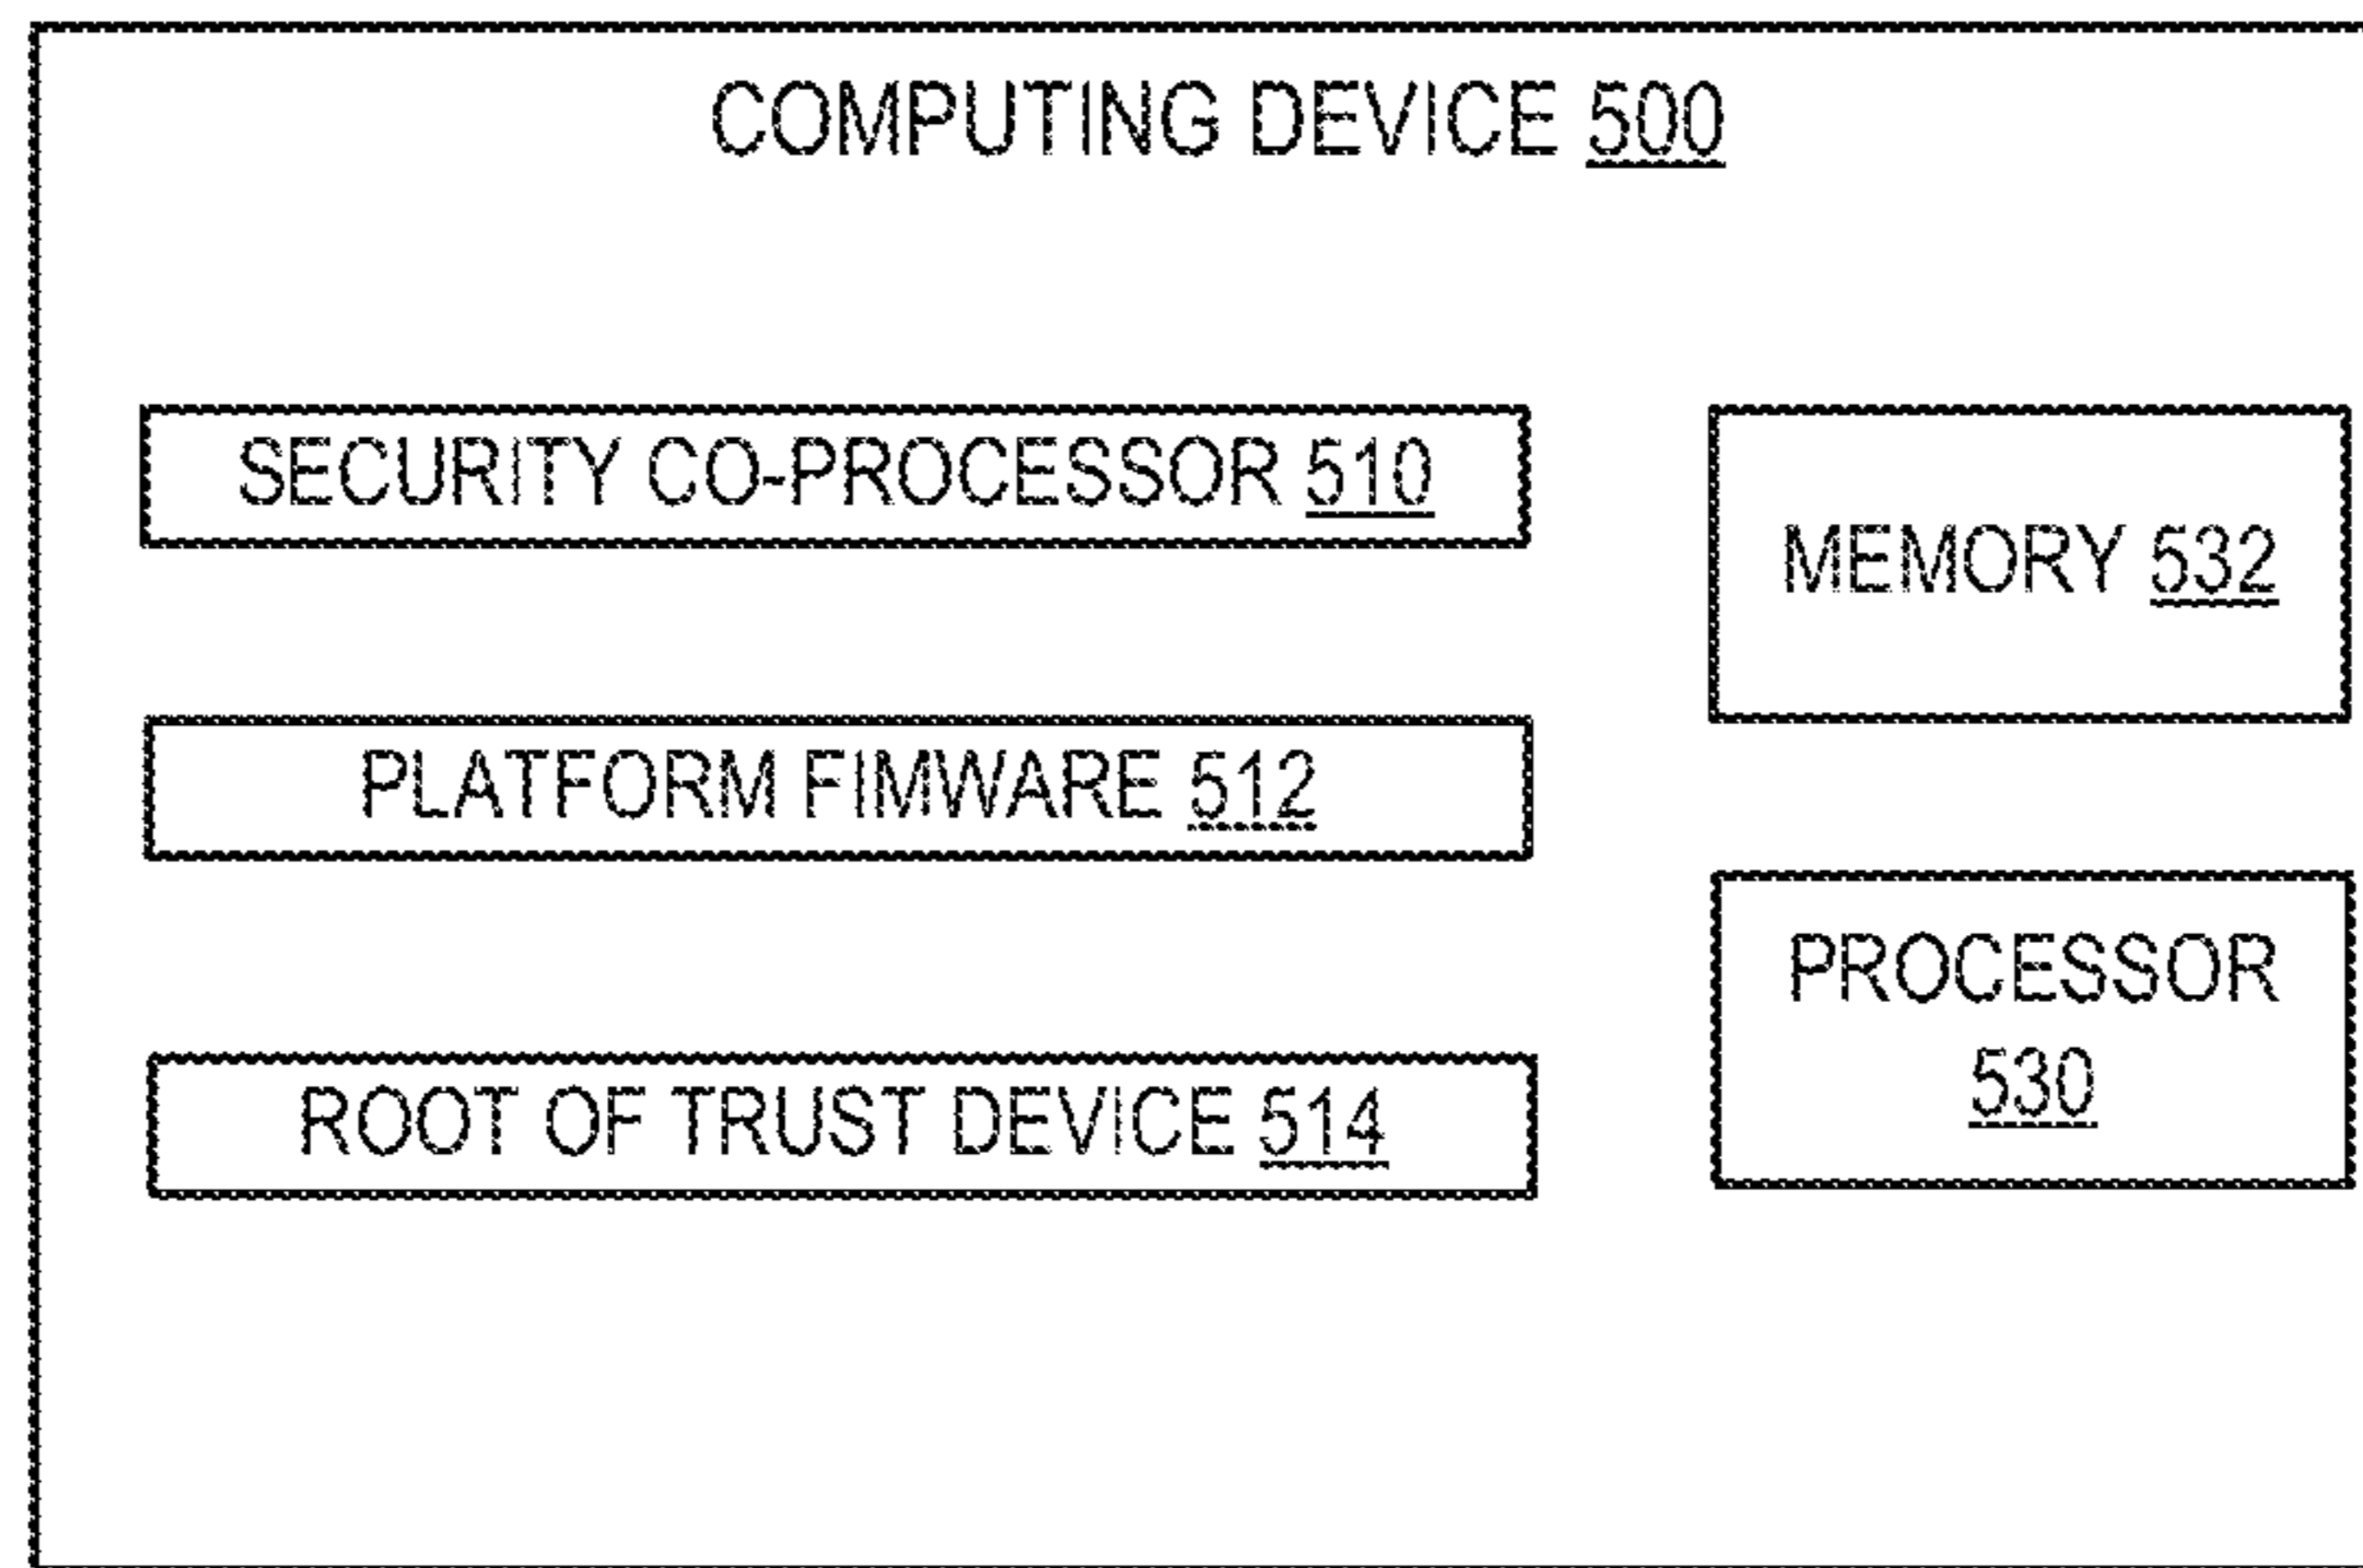 COMPUTING DEVICE 500
SECURITY CO-PROCESSOR 510
PLATFORM FIMWARE 512
ROOT OF TRUST DEVICE 514
MEMORY 532
PROCESSOR
530